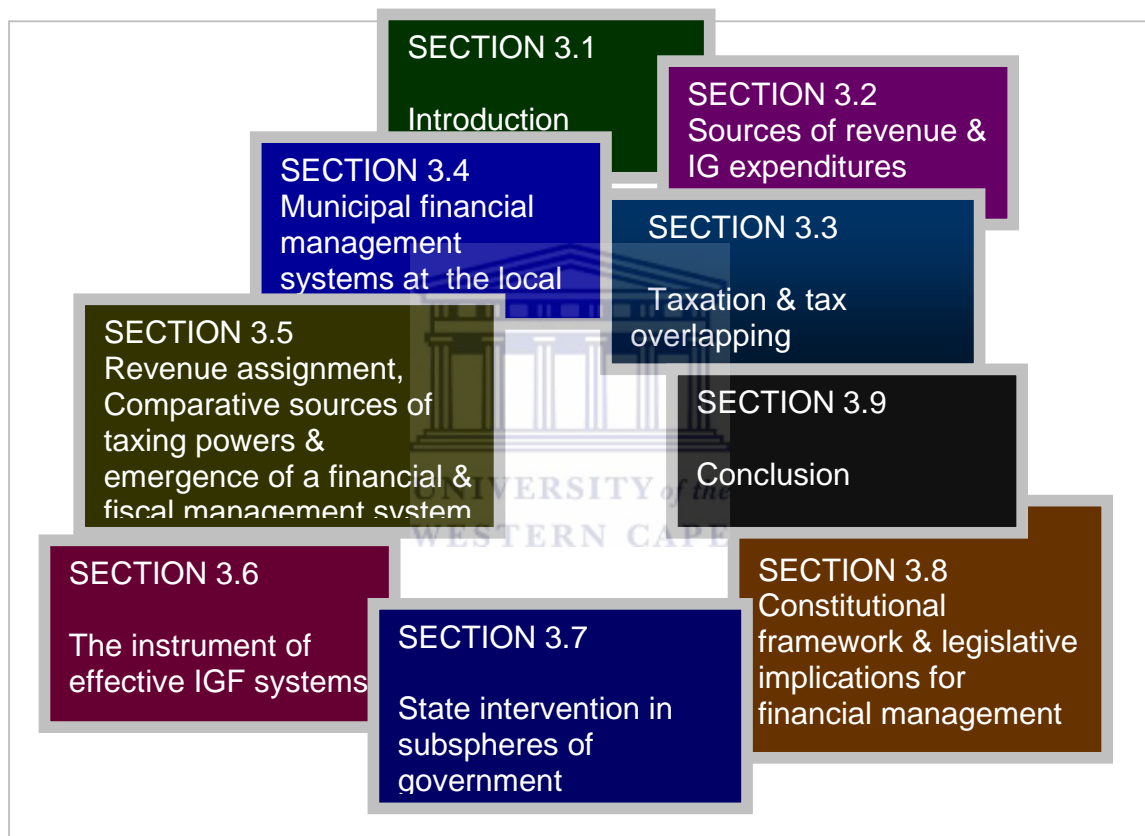 SECTION 3.1
Introduction
SECTION 3.2
Sources of revenue &
IG expenditures
SECTION 3.3
Taxation & tax
overlapping
SECTION 3.4
Municipal financial
management
systems at the local
SECTION 3.5
Revenue assignment,
Comparative sources of
taxing powers &
emergence of a financial &
fiscal management system
SECTION 3.6
The instrument of
effective IGF systems
SECTION 3.7
State intervention in
subspheres of
government
SECTION 3.8
Constitutional
framework & legislative
implications for
financial management
SECTION 3.9
Conclusion
UNIVERSITY of the
WESTERN CAPE